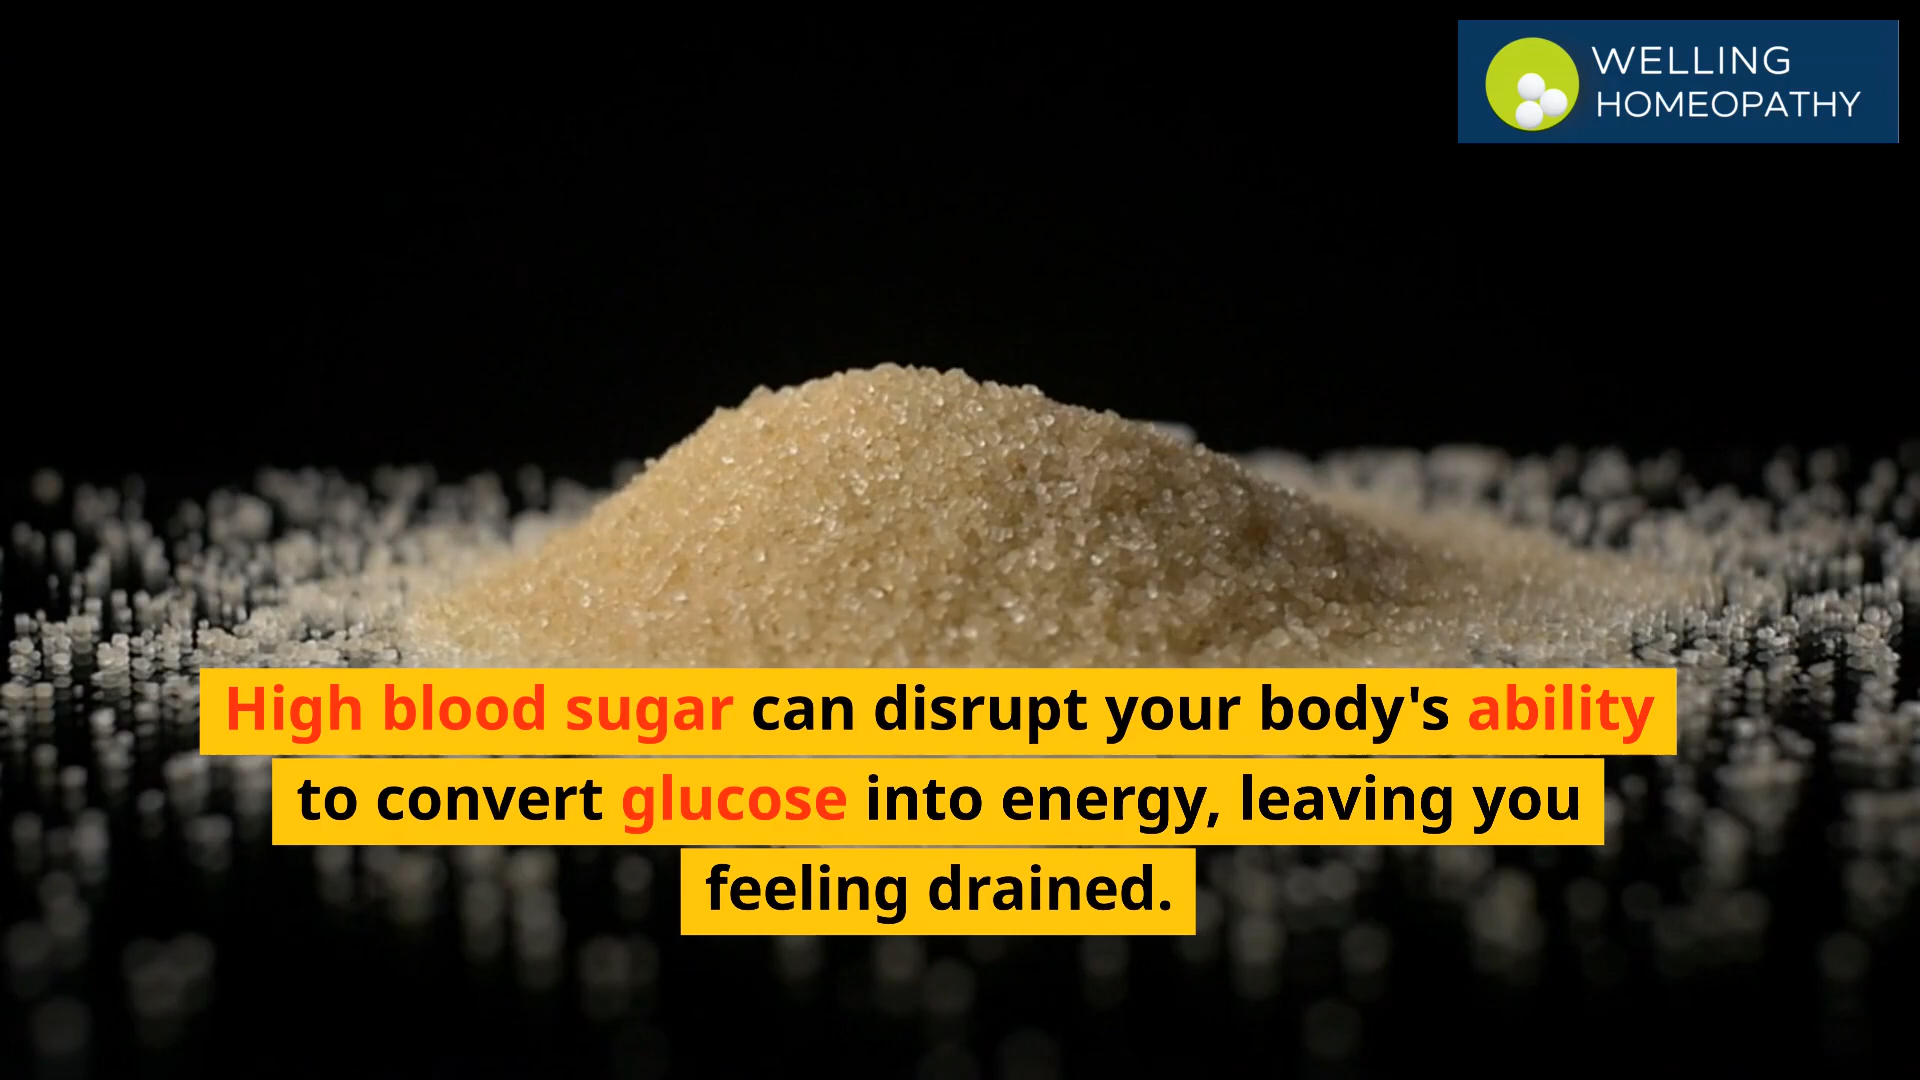 WELLING
HOMEOPATHY
High blood sugar can disrupt your body's ability
to convert glucose into energy, leaving you
feeling drained.